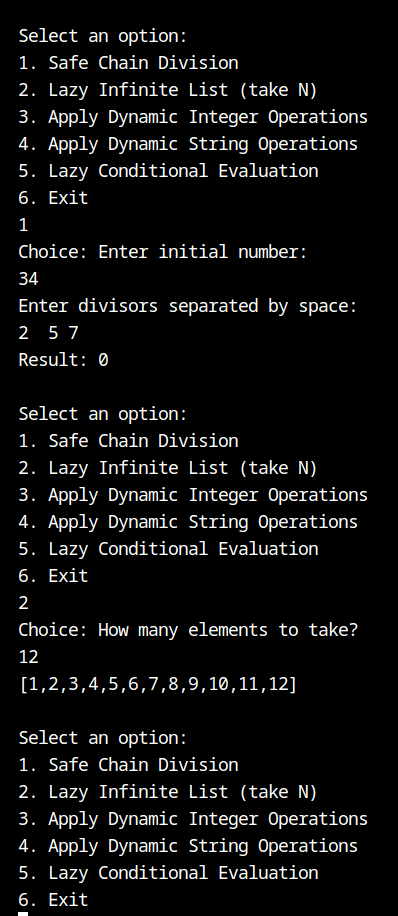 Select an option:
1. Safe Chain Division
2. Lazy Infinite List (take N)
3. Apply Dynamic Integer Operations
4. Apply Dynamic String Operations
5. Lazy Conditional Evaluation
6. Exit
1
Choice: Enter initial number:
34
Enter divisors separated by space:
2  5 7
Result: 0

Select an option:
1. Safe Chain Division
2. Lazy Infinite List (take N)
3. Apply Dynamic Integer Operations
4. Apply Dynamic String Operations
5. Lazy Conditional Evaluation
6. Exit
2
Choice: How many elements to take?
12
[1,2,3,4,5,6,7,8,9,10,11,12]

Select an option:
1. Safe Chain Division
2. Lazy Infinite List (take N)
3. Apply Dynamic Integer Operations
4. Apply Dynamic String Operations
5. Lazy Conditional Evaluation
6. Exit